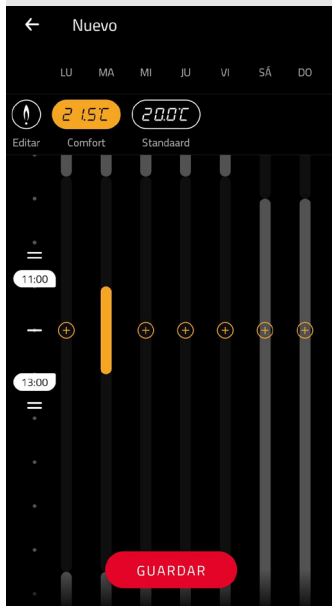 Nuevo
LU MA MI JU VI SÁ DO
21.5°C 20.0°C
Editar Comfort Standaard
11:00
13:00
GUARDAR